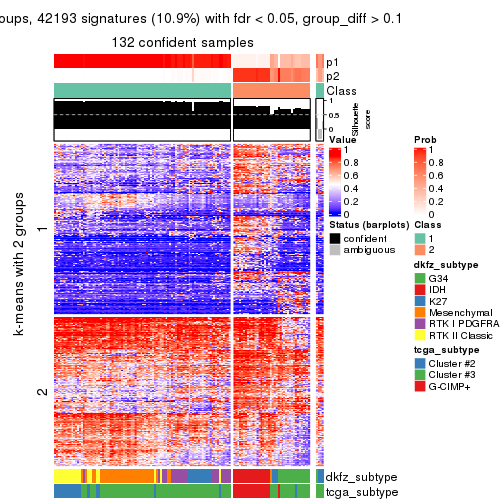 oups, 42193 signatures (10.9%) with fdr < 0.05, group_diff > 0.1
132 confident samples
p1
p2
Class
1
0.5
0
Silhouette
score
k-means with 2 groups
1
2
Value
1
0.8
0.6
0.4
0.2
0
Prob
1
0.8
0.6
0.4
0.2
0
Status (barplots)
confident
ambiguous
Class
1
2
dkfz_subtype
G34
IDH
K27
Mesenchymal
RTK I PDGFRA
RTK II Classic
tcga_subtype
Cluster #2
Cluster #3
G-CIMP+
dkfz_subtype
tcga_subtype